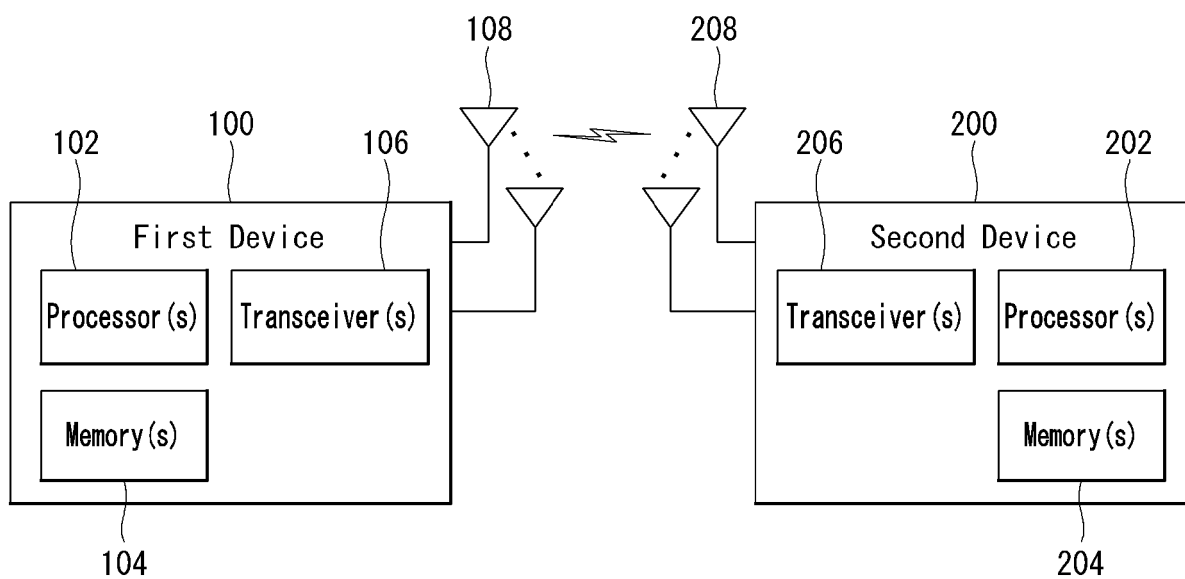 108
208
100
200
102
106
206
202
First Device
Second Device
Processor(s)
Transceiver(s)
Transceiver(s)
Processor(s)
Memory(s)
Memory(s)
104
204